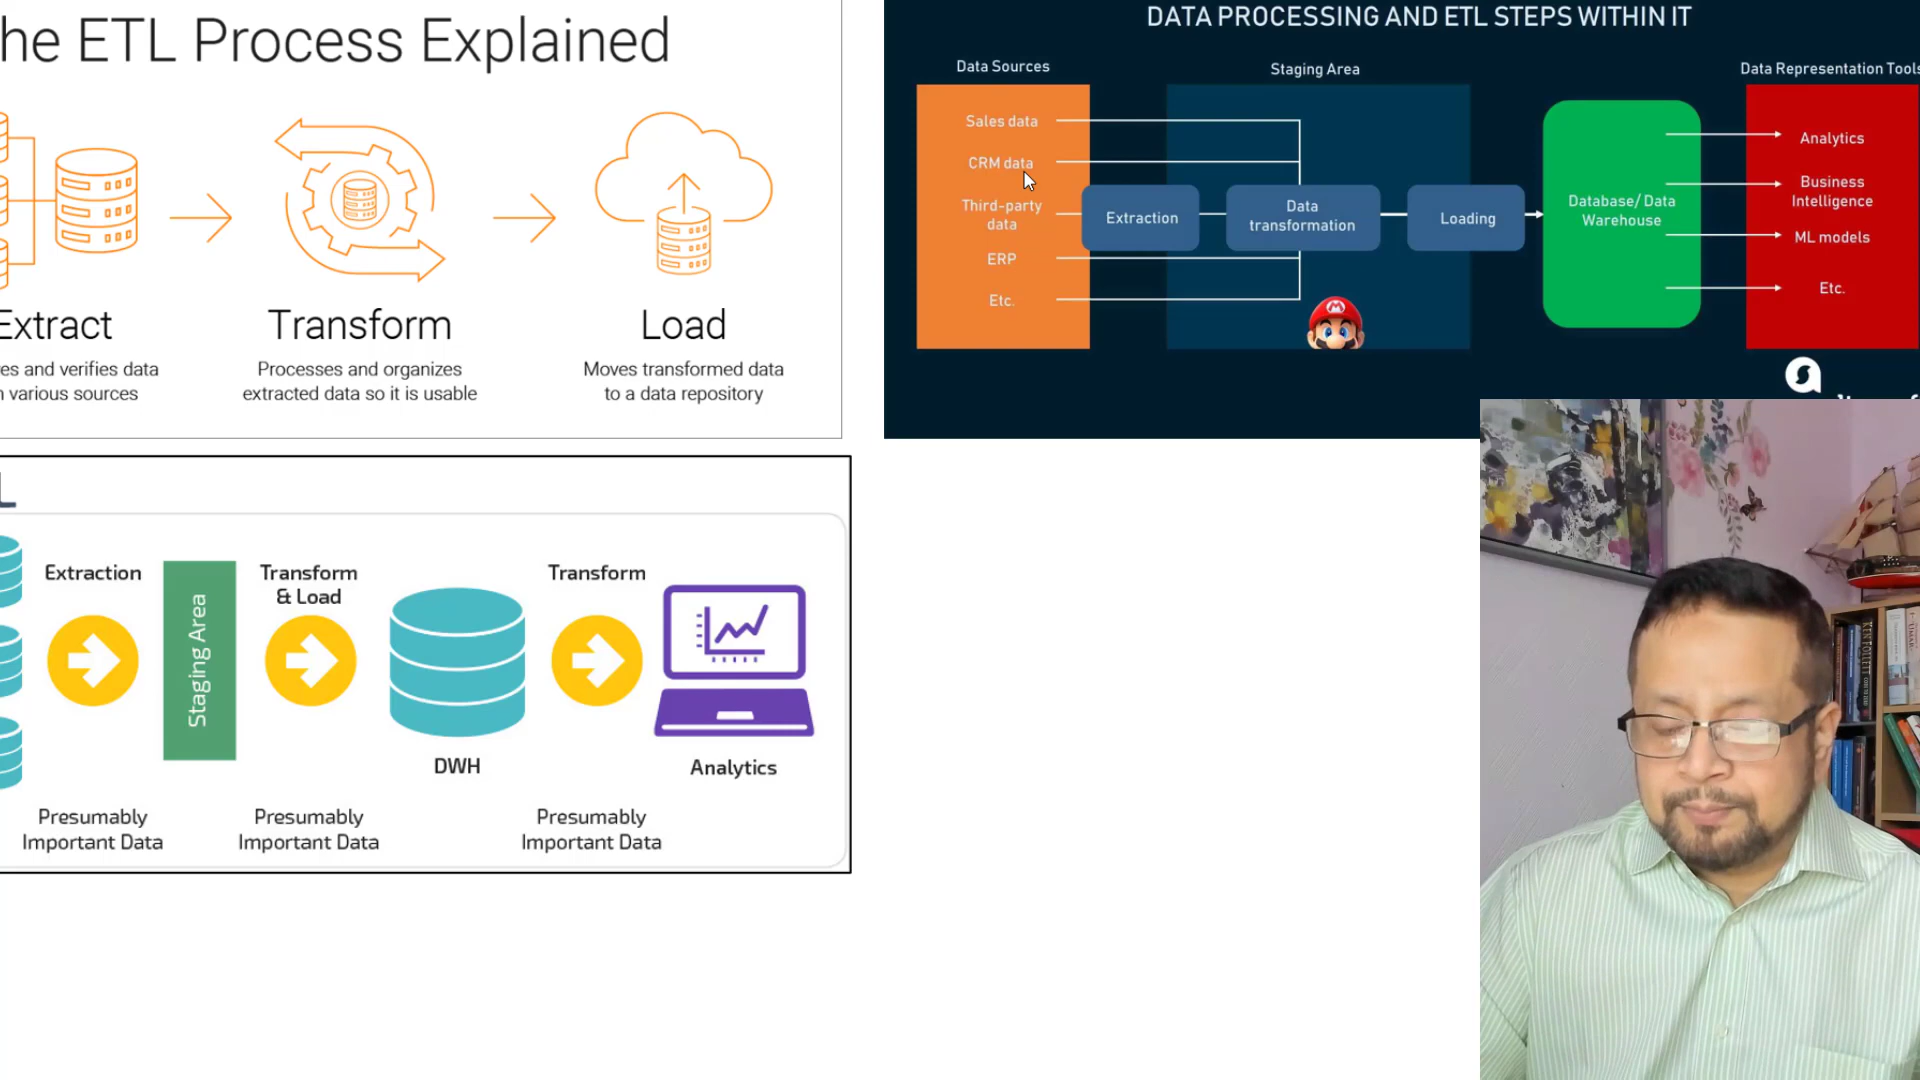 he ETL Process Explained
Extract
Transform
Load
es and verifies data
various sources
Processes and organizes
extracted data so it is usable
Moves transformed data
to a data repository
DATA PROCESSING AND ETL STEPS WITHIN IT
Data Sources
Staging Area
Data Representation Tools
Sales data
CRM data
Third-party
data
ERP
Etc.
Extraction
Data
transformation
Loading
Database/ Data
Warehouse
Analytics
Business
Intelligence
ML models
Etc.
L
Extraction
Staging Area
Transform
& Load
Transform
DWH
Analytics
Presumably
Important Data
Presumably
Important Data
Presumably
Important Data
KEN FOLLETT